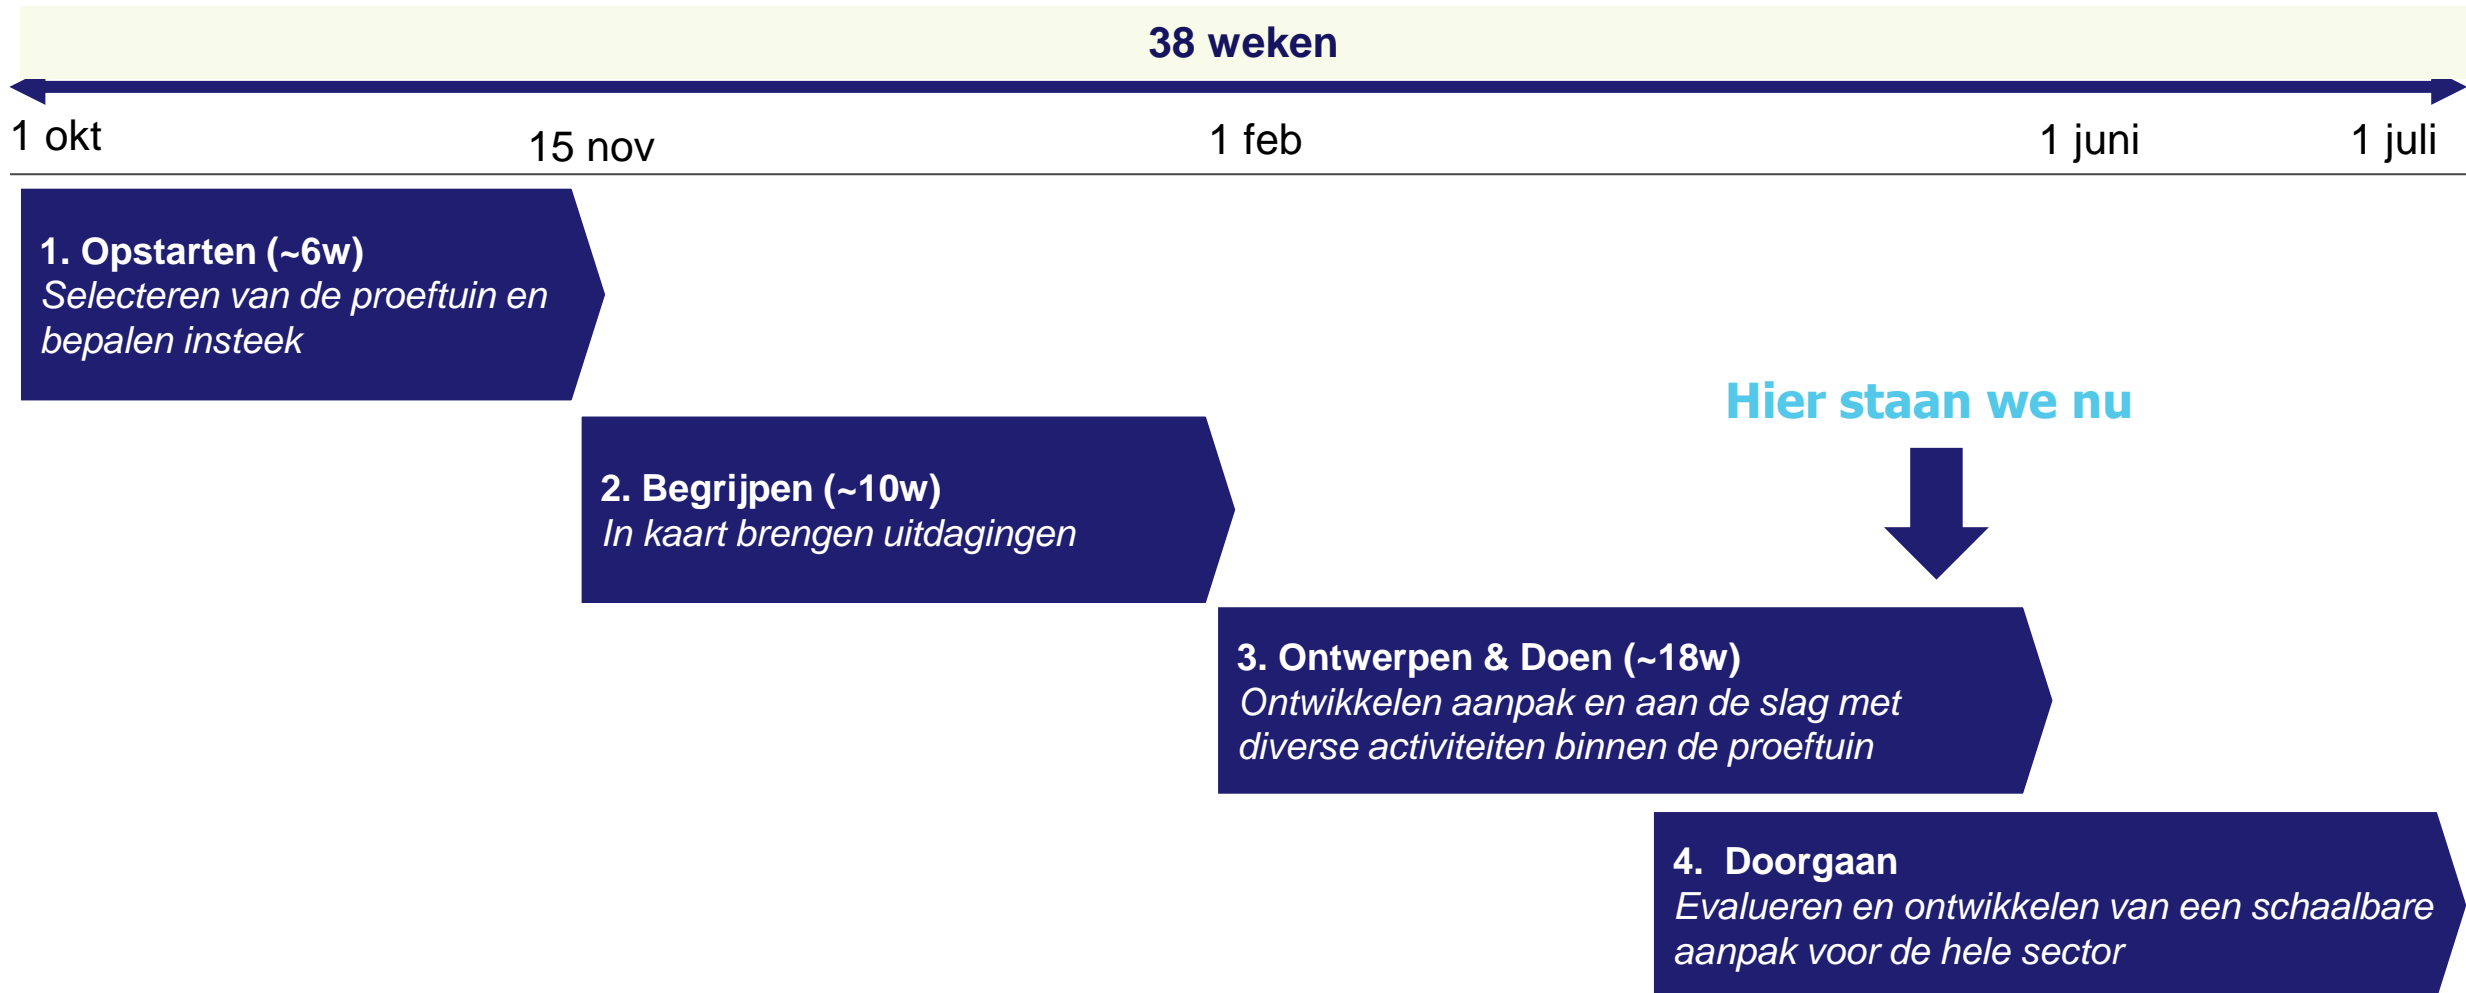 38 weken
1 okt
15 nov
1 feb
1 juni
1 juli
1. Opstarten (~6w)
Selecteren van de proeftuin en
bepalen insteek
Hier staan we nu
2. Begrijpen (~10w)
In kaart brengen uitdagingen
3. Ontwerpen & Doen (~18w)
Ontwikkelen aanpak en aan de slag met
diverse activiteiten binnen de proeftuin
4. Doorgaan
Evalueren en ontwikkelen van een schaalbare
aanpak voor de hele sector